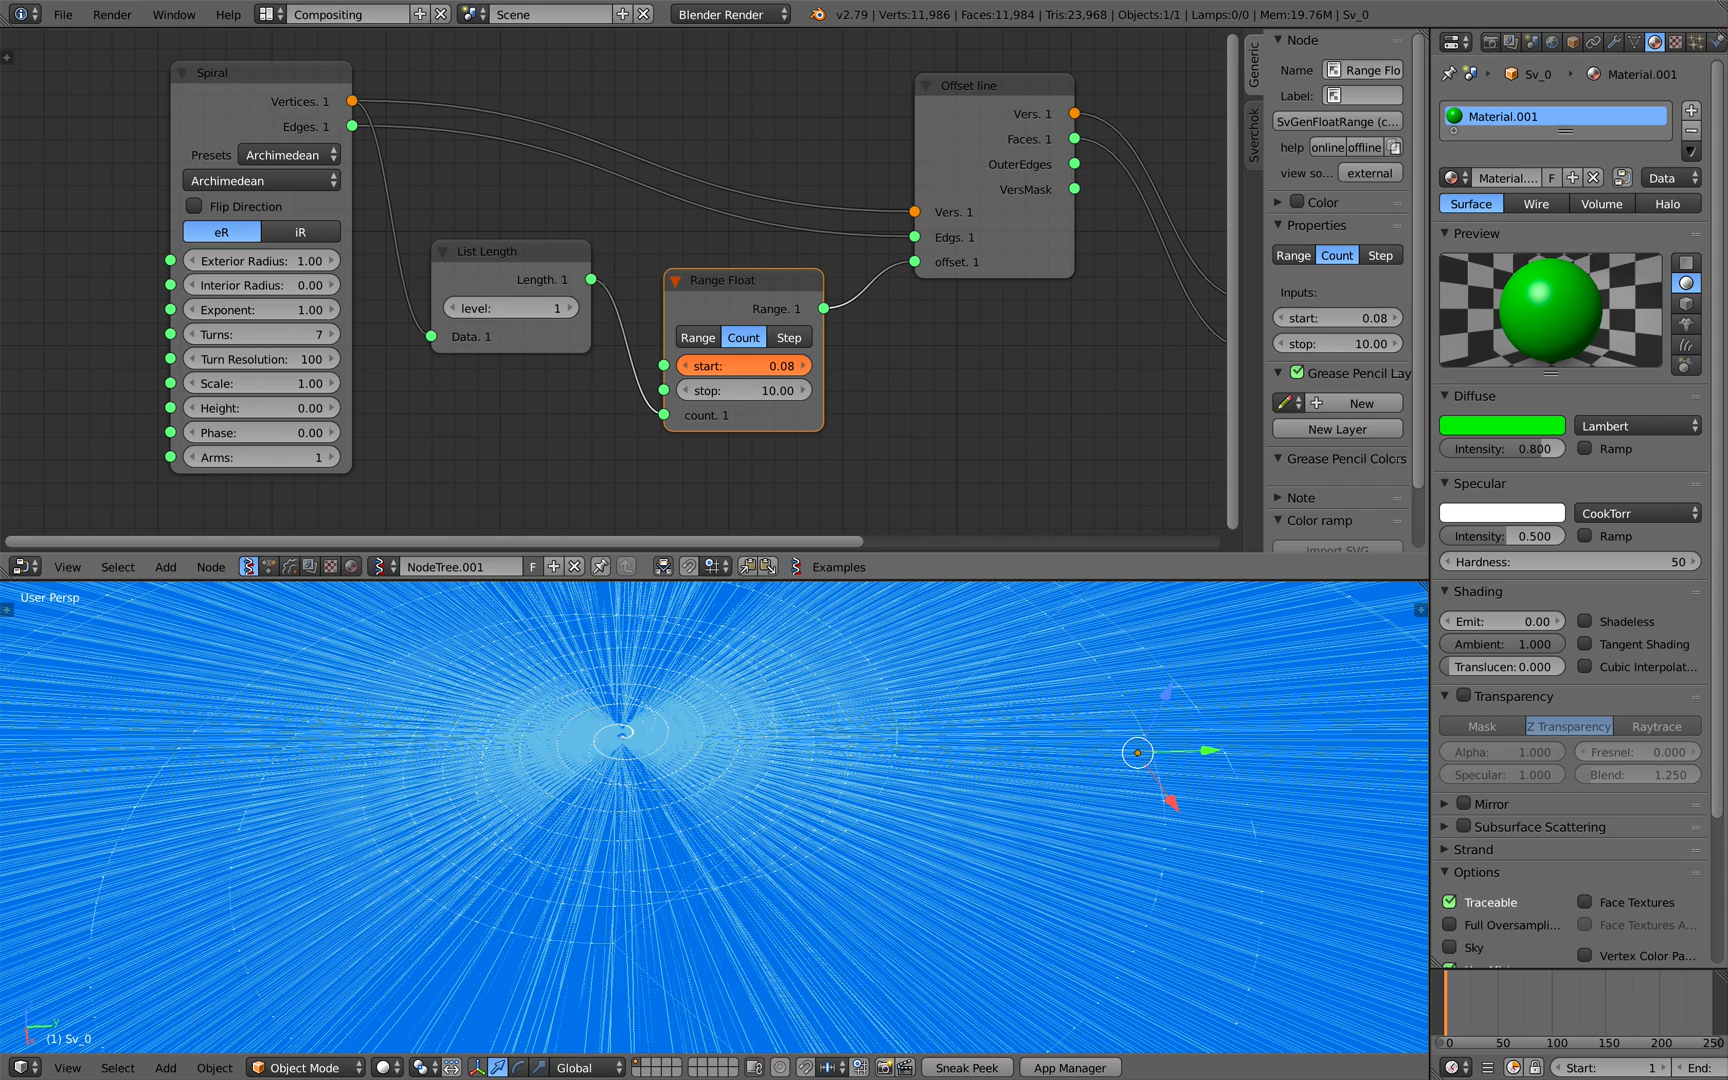 File Render Window Help Compositing Scene Blender Render v2.79 | Verts:11,986 | Faces:11,984 | Tris:23,968 | Objects:1/1 | Lamps:0/0 | Mem:19.76M | Sv_0
Spiral
Vertices. 1
Edges. 1
Presets Archimedean
Archimedean
Flip Direction
eR iR
Exterior Radius: 1.00
Interior Radius: 0.00
Exponent: 1.00
Turns: 7
Turn Resolution: 100
Scale: 1.00
Height: 0.00
Phase: 0.00
Arms: 1
List Length
Length. 1
level: 1
Data. 1
Range Float
Range. 1
Range Count Step
start: 0.08
stop: 10.00
count. 1
Offset line
Vers. 1
Faces. 1
OuterEdges
VersMask
Vers. 1
Edgs. 1
offset. 1
Generic
Sverchok
Node
Name Range Flo
Label:
SvGenFloatRange (c...
help online offline
view so... external
Color
Properties
Range Count Step
Inputs:
start: 0.08
stop: 10.00
Grease Pencil Lay
New
New Layer
Grease Pencil Colors
Note
Color ramp
Import SVG
View Select Add Node NodeTree.001 F Examples
User Persp
(1) Sv_0
View Select Add Object Object Mode Global Sneak Peek App Manager
Sv_0 Material.001
Material.001
Material.... F Data
Surface Wire Volume Halo
Preview
Diffuse
Lambert
Intensity: 0.800 Ramp
Specular
CookTorr
Intensity: 0.500 Ramp
Hardness: 50
Shading
Emit: 0.00 Shadeless
Ambient: 1.000 Tangent Shading
Translucen: 0.000 Cubic Interpolat...
Transparency
Mask Z Transparency Raytrace
Alpha: 1.000 Fresnel: 0.000
Specular: 1.000 Blend: 1.250
Mirror
Subsurface Scattering
Strand
Options
Traceable Face Textures
Full Oversampli... Face Textures A...
Sky
Vertex Color Pa...
0 50 100 150 200 250
Start: 1 End: